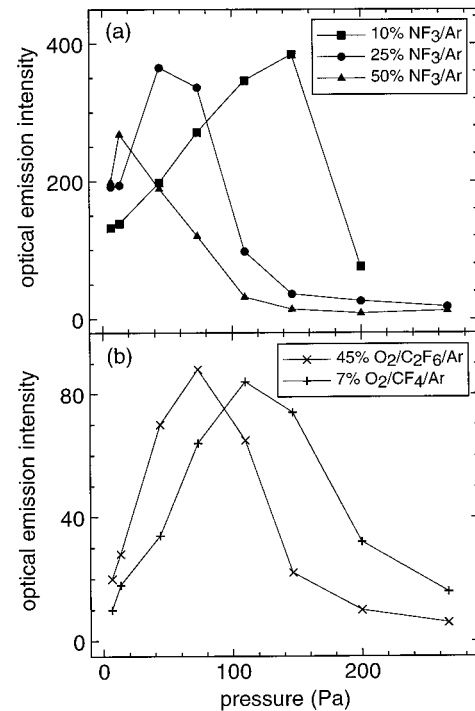 (a)
10% NF3/Ar
25% NF3/Ar
50% NF3/Ar
400
200
0
optical emission intensity
(b)
45% O2/C2F6/Ar
7% O2/CF4/Ar
80
40
0
optical emission intensity
0 100 200
pressure (Pa)